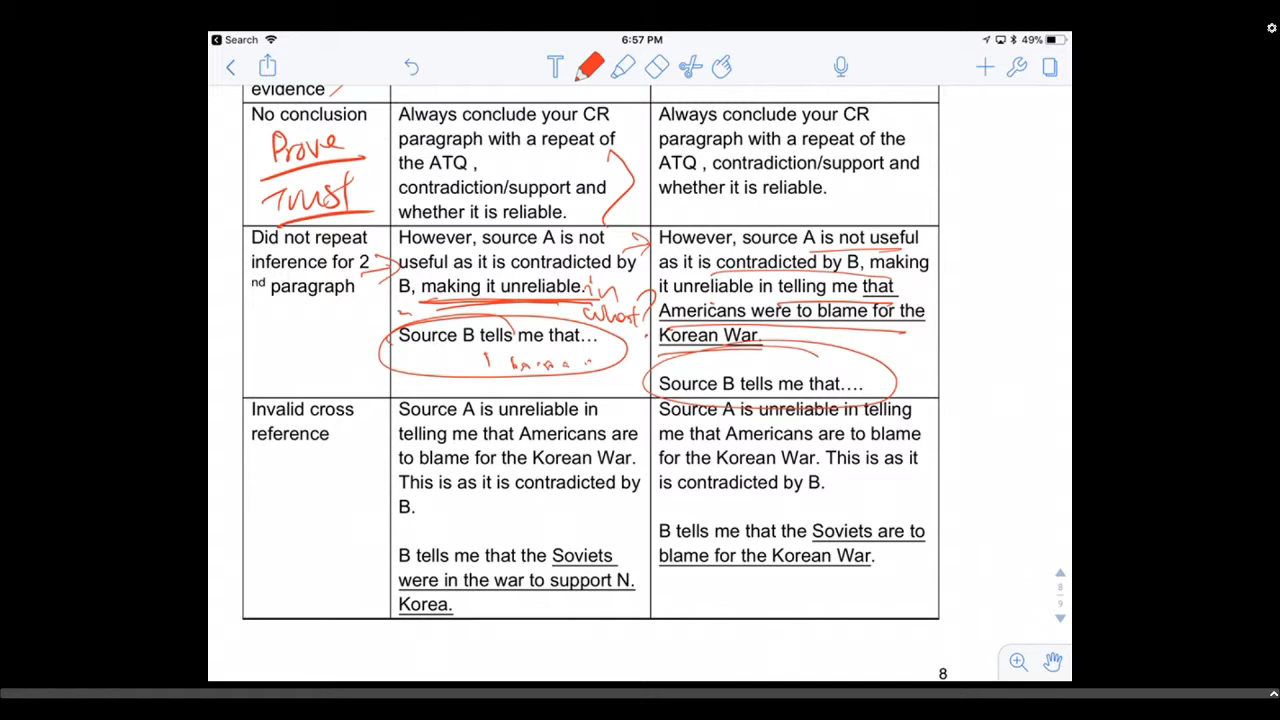 Search
6:57 PM
49%
T
evidence
No conclusion
Prove
Trust
Always conclude your CR
paragraph with a repeat of
the ATQ ,
contradiction/support and
whether it is reliable.
Always conclude your CR
paragraph with a repeat of the
ATQ , contradiction/support and
whether it is reliable.
Did not repeat
inference for 2
nd paragraph
However, source A is not
useful as it is contradicted by
B, making it unreliable.
in
what?
Source B tells me that…
However, source A is not useful
as it is contradicted by B, making
it unreliable in telling me that
Americans were to blame for the
Korean War.
Source B tells me that….
Invalid cross
reference
Source A is unreliable in
telling me that Americans are
to blame for the Korean War.
This is as it is contradicted by
B.
B tells me that the Soviets
were in the war to support N.
Korea.
Source A is unreliable in telling
me that Americans are to blame
for the Korean War. This is as it
is contradicted by B.
B tells me that the Soviets are to
blame for the Korean War.
8
9
8